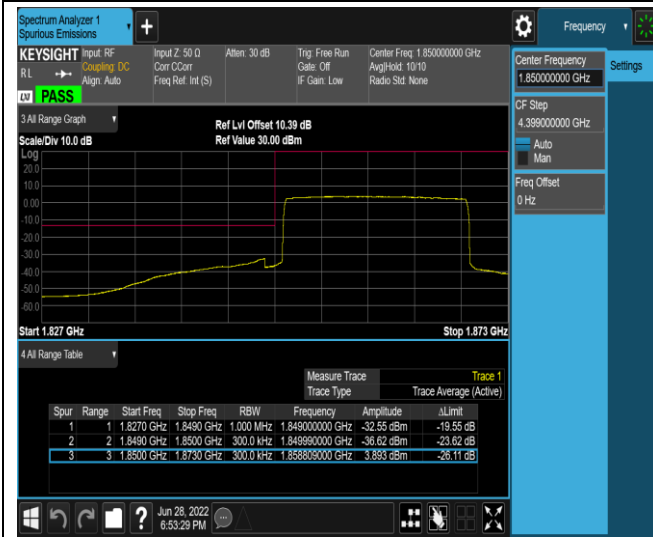 Spectrum Analyzer 1
Spurious Emissions
+
Frequency
KEYSIGHT
RL
Input: RF
Coupling: DC
Align: Auto
Input Z: 50 Ω
Corr CCorr
Freq Ref: Int (S)
Atten: 30 dB
Trig: Free Run
Gate: Off
IF Gain: Low
Center Freq: 1.850000000 GHz
Avg|Hold: 10/10
Radio Std: None
LXI PASS
Center Frequency
1.850000000 GHz
Settings
CF Step
4.399000000 GHz
Auto
Man
Freq Offset
0 Hz
3 All Range Graph
Scale/Div 10.0 dB
Ref Lvl Offset 10.39 dB
Ref Value 30.00 dBm
Log
20.0
10.0
0.00
-10.0
-20.0
-30.0
-40.0
-50.0
-60.0
Start 1.827 GHz Stop 1.873 GHz
4 All Range Table
Measure Trace Trace 1
Trace Type Trace Average (Active)
Spur Range Start Freq Stop Freq RBW Frequency Amplitude ΔLimit
1 1 1.8270 GHz 1.8490 GHz 1.000 MHz 1.849000000 GHz -32.55 dBm -19.55 dB
2 2 1.8490 GHz 1.8500 GHz 300.0 kHz 1.849990000 GHz -36.62 dBm -23.62 dB
3 3 1.8500 GHz 1.8730 GHz 300.0 kHz 1.858809000 GHz 3.893 dBm -26.11 dB
?
Jun 28, 2022
6:53:29 PM